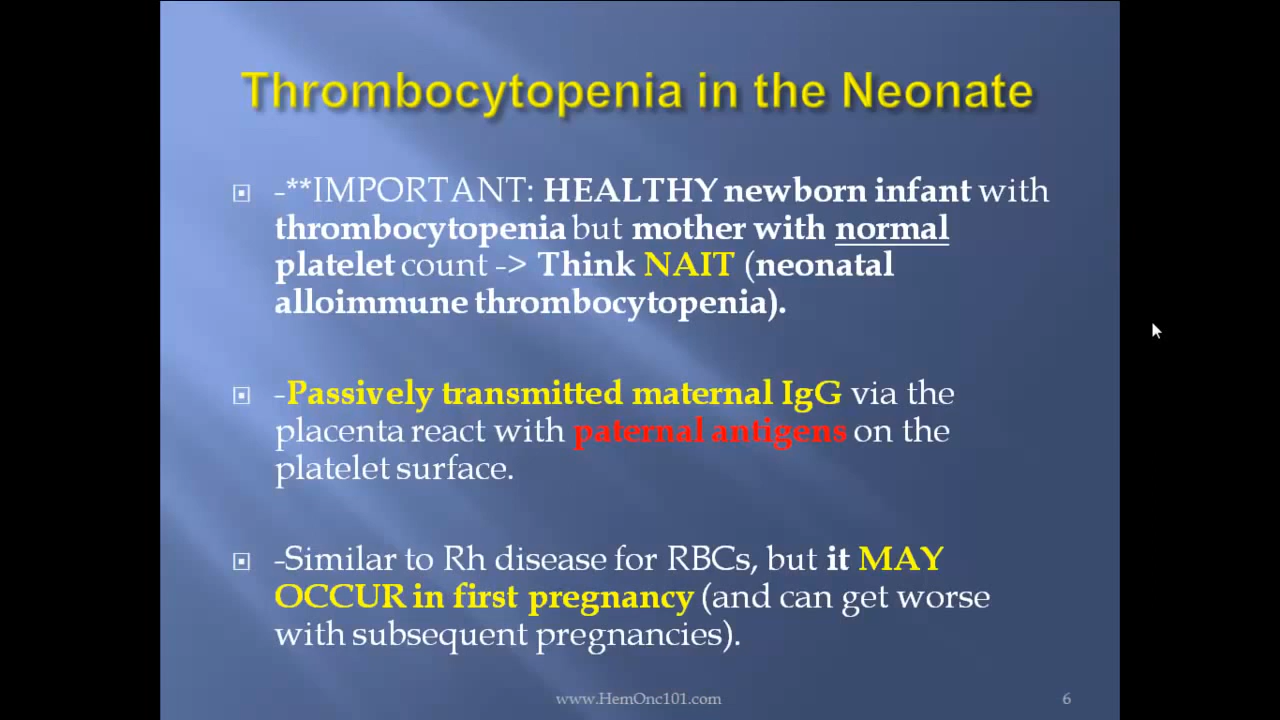 Thrombocytopenia in the Neonate
-**IMPORTANT: HEALTHY newborn infant with
thrombocytopenia but mother with normal
platelet count -> Think NAIT (neonatal
alloimmune thrombocytopenia).
-Passively transmitted maternal IgG via the
placenta react with paternal antigens on the
platelet surface.
-Similar to Rh disease for RBCs, but it MAY
OCCUR in first pregnancy (and can get worse
with subsequent pregnancies).
www.HemOnc101.com
6